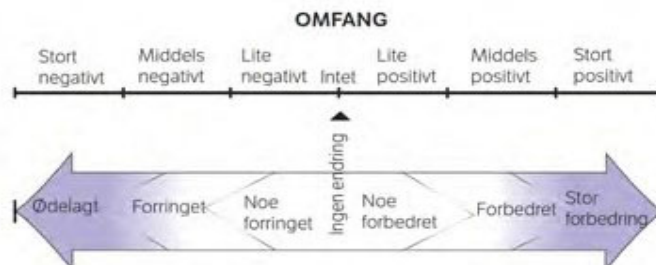 OMFANG
Stort negativt
Middels negativt
Lite negativt
Intet
Lite positivt
Middels positivt
Stort positivt
Ødelagt
Forringet
Noe forringet
Ingen endring
Noe forbedret
Forbedret
Stor forbedring